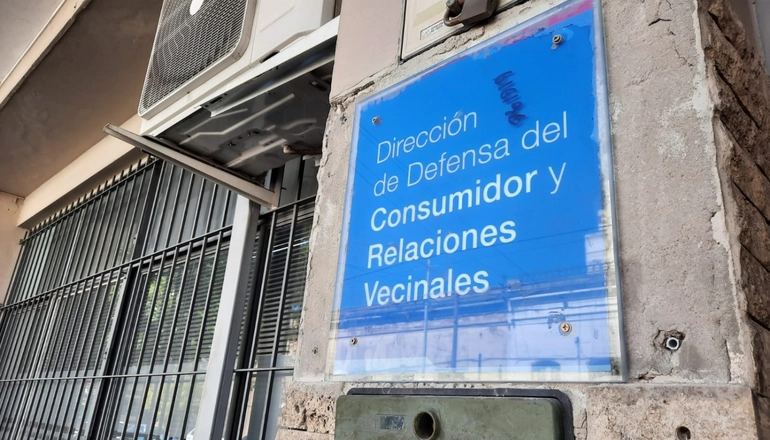 Dirección
de Defensa del
Consumidor y
Relaciones
Vecinales